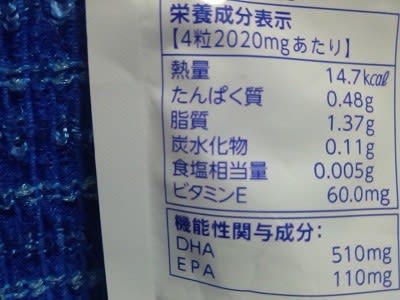 栄養成分表示
【4粒2020mgあたり】
熱量 14.7kcal
たんぱく質 0.48g
脂質 1.37g
炭水化物 0.11g
食塩相当量 0.005g
ビタミンE 60.0mg
機能性関与成分:
DHA 510mg
EPA 110mg